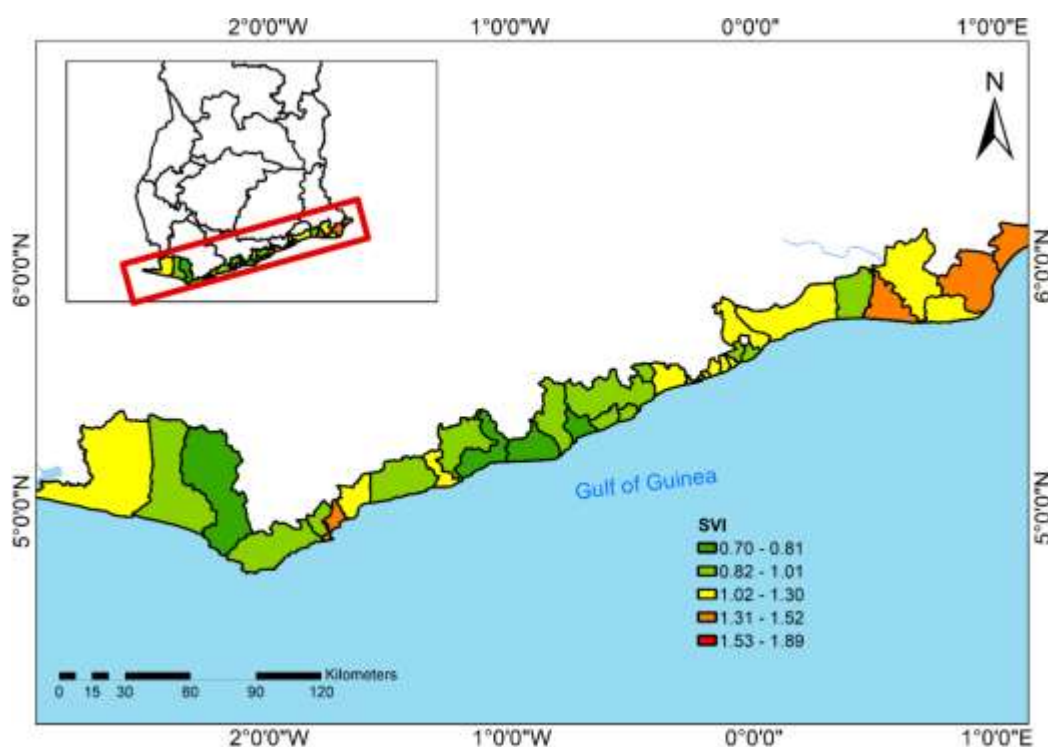 2°0'0"W 1°0'0"W 0°0'0" 1°0'0"E
N
6°0'0"N 6°0'0"N
5°0'0"N 5°0'0"N
Gulf of Guinea
SVI
0.70 - 0.81
0.82 - 1.01
1.02 - 1.30
1.31 - 1.52
1.53 - 1.89
Kilometers
0 15 30 60 90 120
2°0'0"W 1°0'0"W 0°0'0" 1°0'0"E